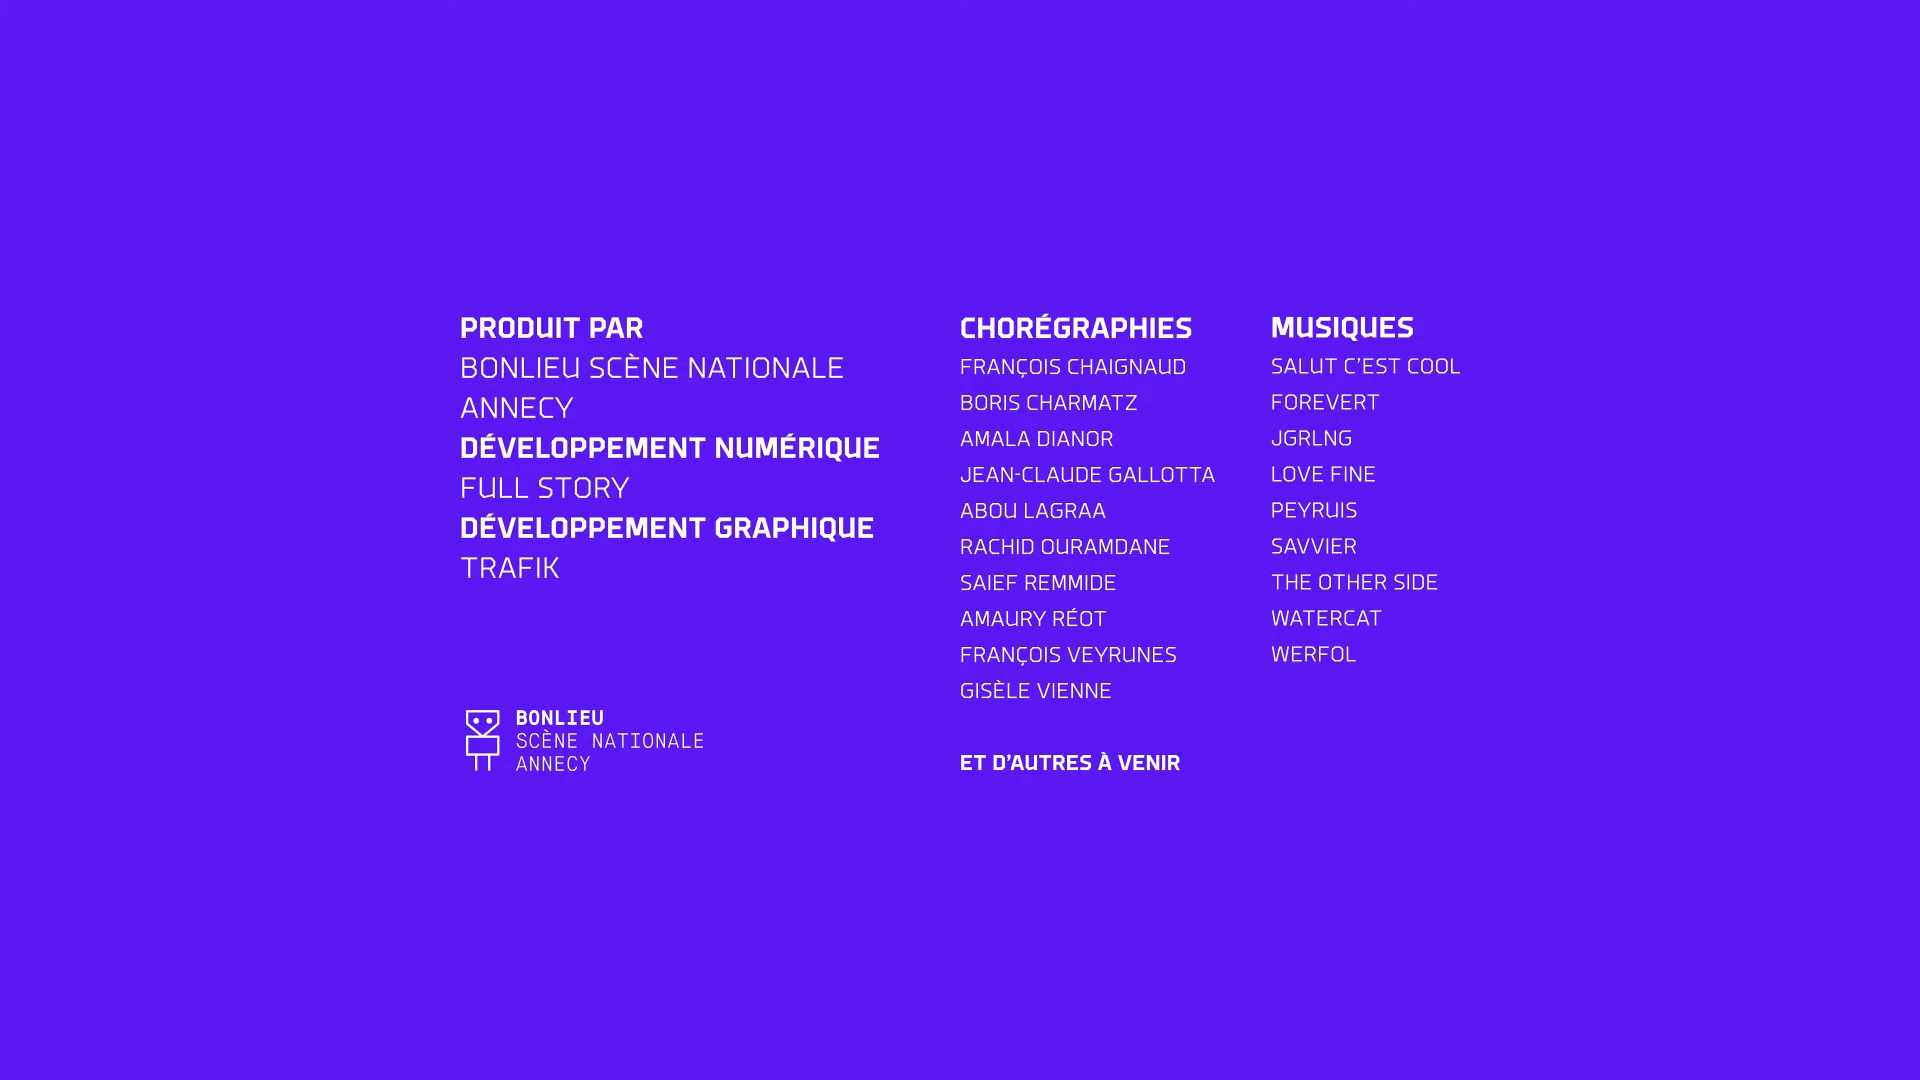 PRODUIT PAR
BONLIEU SCÈNE NATIONALE
ANNECY
DÉVELOPPEMENT NUMÉRIQUE
FULL STORY
DÉVELOPPEMENT GRAPHIQUE
TRAFIK
BONLIEU
SCÈNE NATIONALE
ANNECY
CHORÉGRAPHIES
FRANÇOIS CHAIGNAUD
BORIS CHARMATZ
AMALA DIANOR
JEAN-CLAUDE GALLOTTA
ABOU LAGRAA
RACHID OURAMDANE
SAIEF REMMIDE
AMAURY RÉOT
FRANÇOIS VEYRUNES
GISÈLE VIENNE
ET D’AUTRES À VENIR
MUSIQUES
SALUT C’EST COOL
FOREVERT
JGRLNG
LOVE FINE
PEYRUIS
SAVVIER
THE OTHER SIDE
WATERCAT
WERFOL